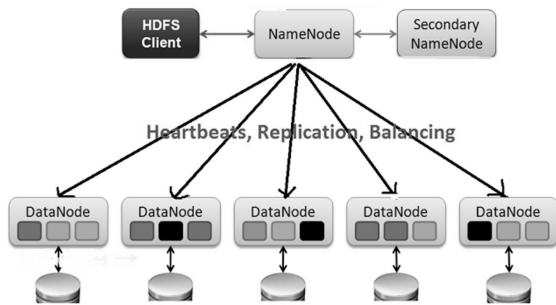 HDFS
Client
NameNode
Secondary
NameNode
Heartbeats, Replication, Balancing
DataNode
DataNode
DataNode
DataNode
DataNode